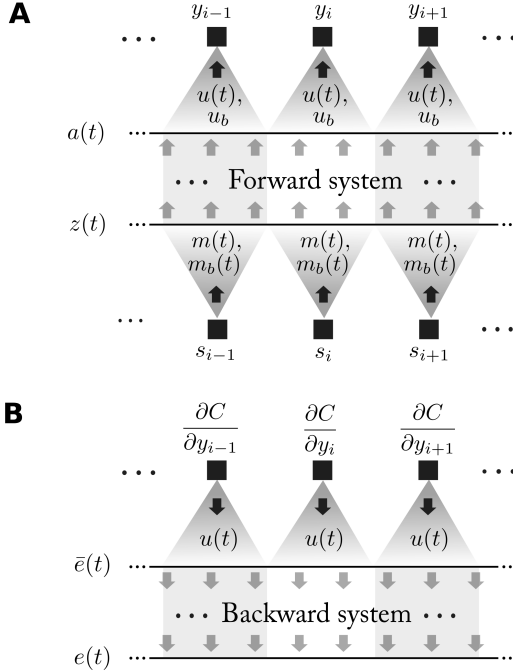 A
y_{i−1} y_i y_{i+1}
··· ···
u(t), u(t), u(t),
u_b u_b u_b
a(t) ··· ···
··· Forward system ···
z(t) ··· ···
m(t), m(t), m(t),
m_b(t) m_b(t) m_b(t)
··· ···
s_{i−1} s_i s_{i+1}
B
∂C ∂C ∂C
∂y_{i−1} ∂y_i ∂y_{i+1}
··· ···
u(t) u(t) u(t)
ē(t) ··· ···
··· Backward system ···
e(t) ··· ···